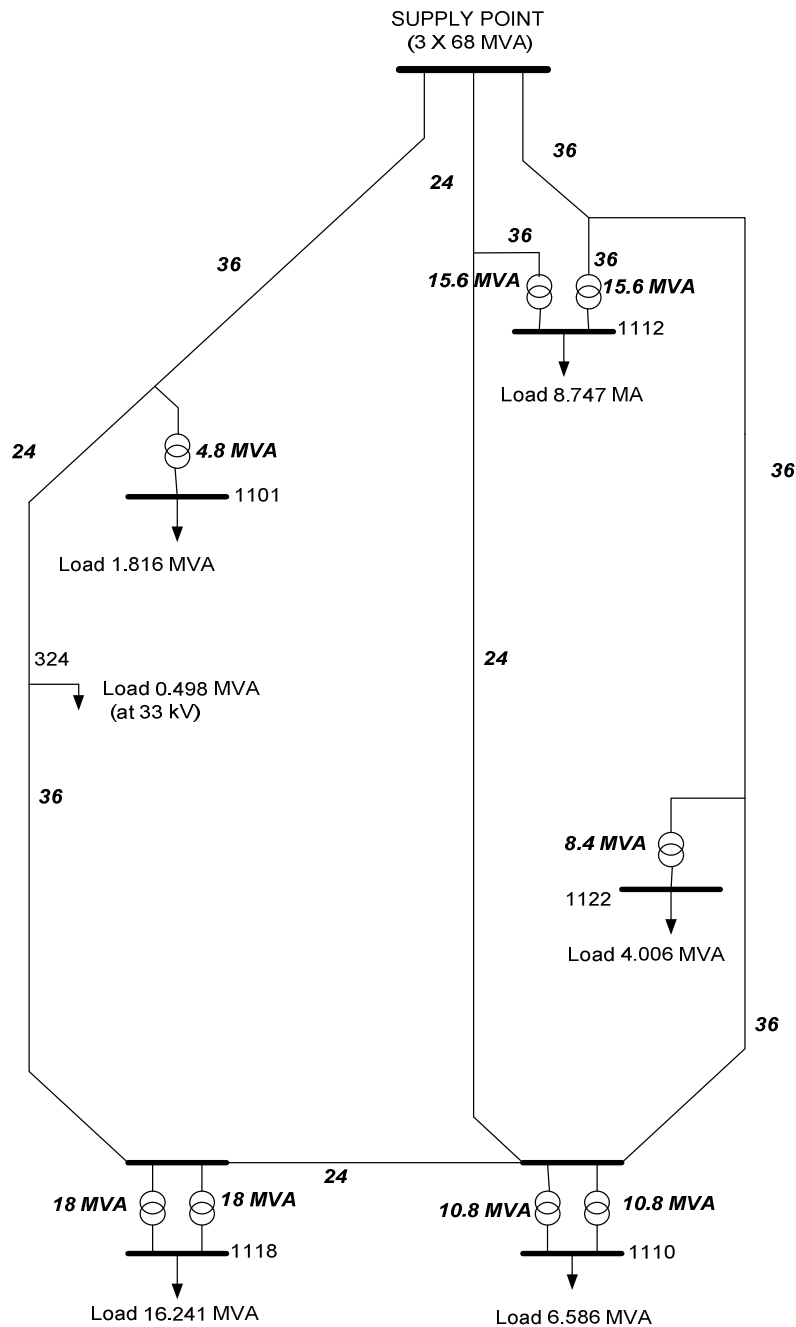 SUPPLY POINT
(3 X 68 MVA)
36
24
36
36
36
15.6 MVA
15.6 MVA
1112
Load 8.747 MA
24
4.8 MVA
36
1101
Load 1.816 MVA
324
24
Load 0.498 MVA
(at 33 kV)
36
8.4 MVA
1122
Load 4.006 MVA
36
24
18 MVA
18 MVA
10.8 MVA
10.8 MVA
1118
1110
Load 16.241 MVA
Load 6.586 MVA